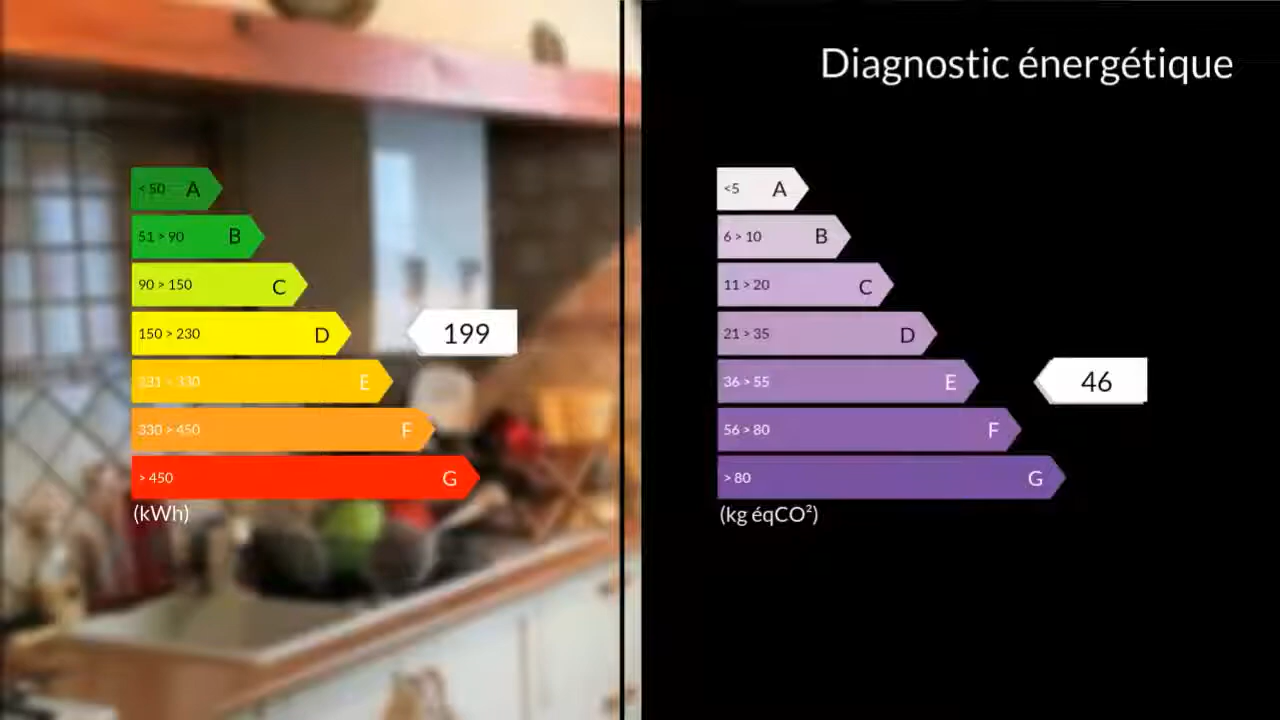 Diagnostic énergétique
< 50 A
51 > 90 B
90 > 150 C
150 > 230 D
199
231 > 330 E
330 > 450 F
> 450 G
(kWh)
<5 A
6 > 10 B
11 > 20 C
21 > 35 D
36 > 55 E
46
56 > 80 F
> 80 G
(kg éqCO²)